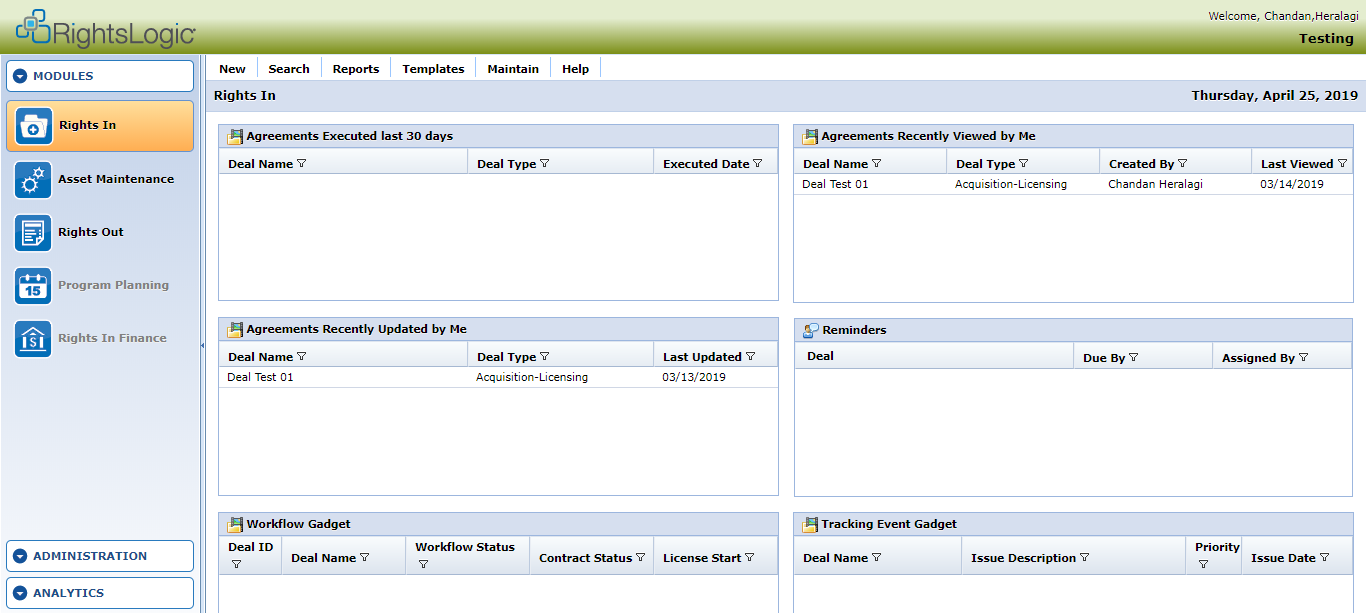 RightsLogic
Welcome, Chandan,Heralagi
Testing
MODULES
Rights In
Asset Maintenance
Rights Out
15
Program Planning
$
Rights In Finance
ADMINISTRATION
ANALYTICS
New Search Reports Templates Maintain Help
Rights In Thursday, April 25, 2019
Agreements Executed last 30 days
Deal Name Deal Type Executed Date
Agreements Recently Viewed by Me
Deal Name Deal Type Created By Last Viewed
Deal Test 01 Acquisition-Licensing Chandan Heralagi 03/14/2019
Agreements Recently Updated by Me
Deal Name Deal Type Last Updated
Deal Test 01 Acquisition-Licensing 03/13/2019
Reminders
Deal Due By Assigned By
Workflow Gadget
Deal ID Deal Name Workflow Status Contract Status License Start
Tracking Event Gadget
Deal Name Issue Description Priority Issue Date